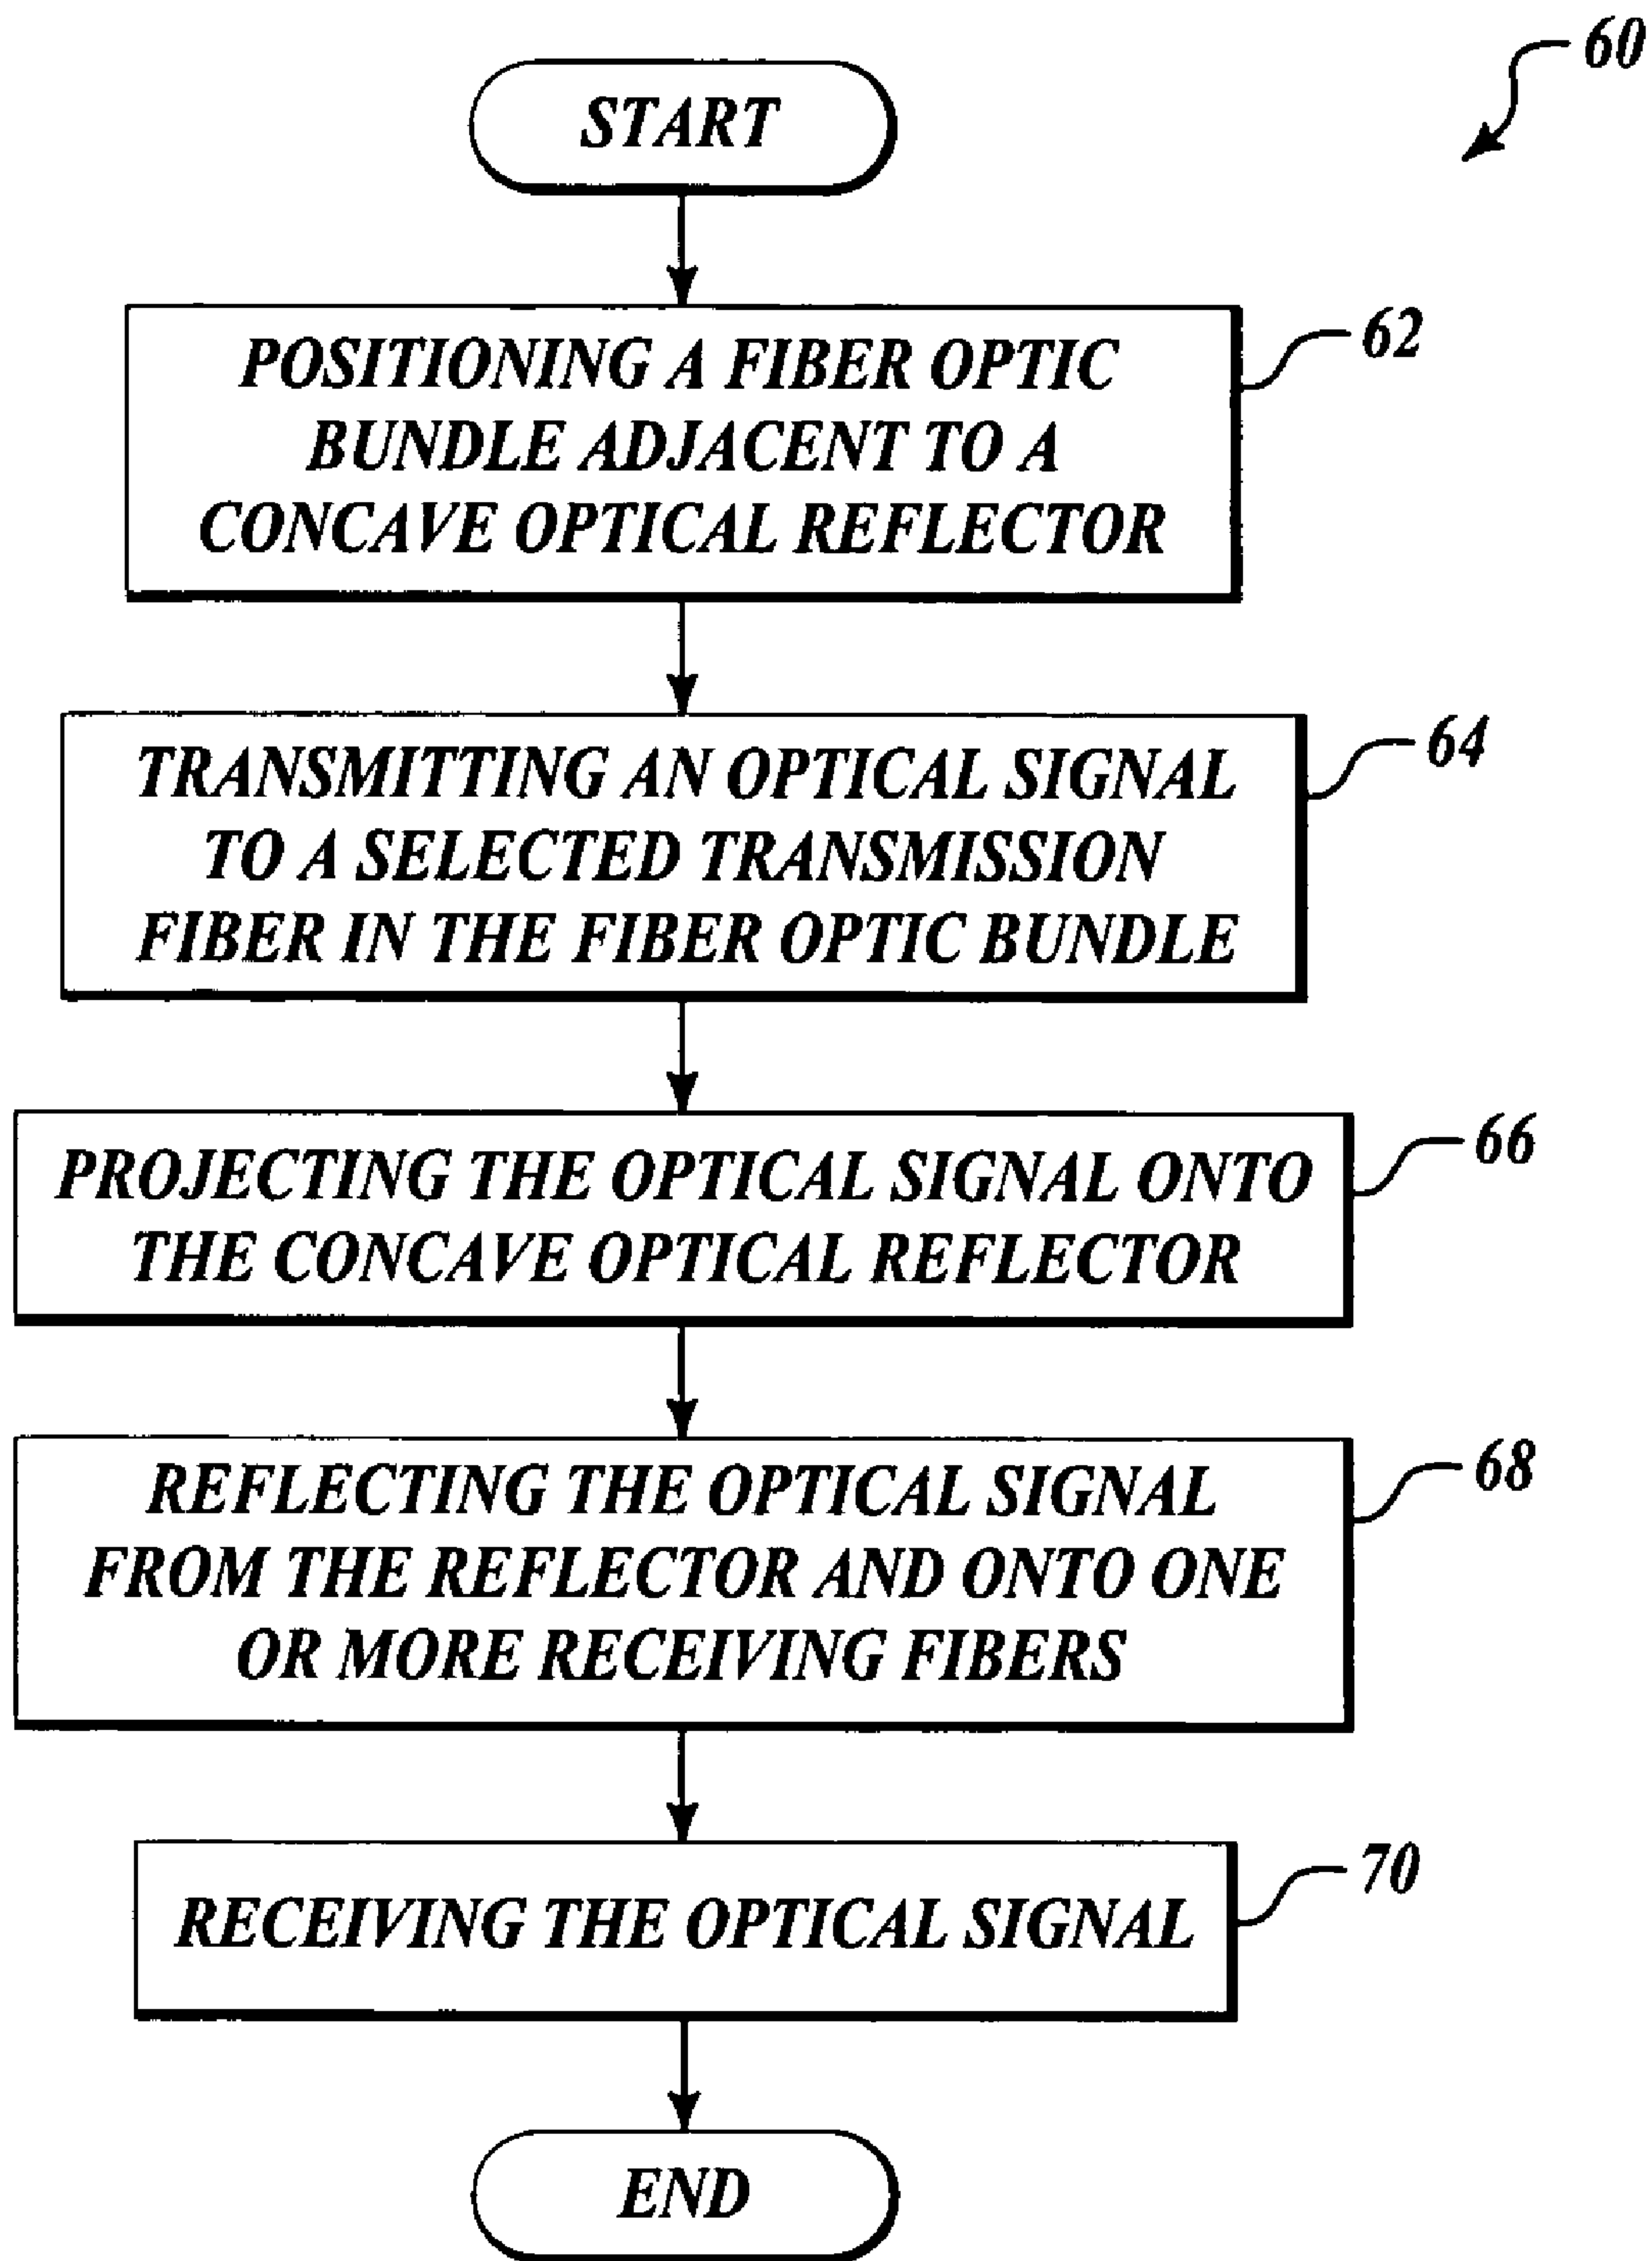 60
START
POSITIONING A FIBER OPTIC
BUNDLE ADJACENT TO A
CONCAVE OPTICAL REFLECTOR
62
TRANSMITTING AN OPTICAL SIGNAL
TO A SELECTED TRANSMISSION
FIBER IN THE FIBER OPTIC BUNDLE
64
PROJECTING THE OPTICAL SIGNAL ONTO
THE CONCAVE OPTICAL REFLECTOR
66
REFLECTING THE OPTICAL SIGNAL
FROM THE REFLECTOR AND ONTO ONE
OR MORE RECEIVING FIBERS
68
RECEIVING THE OPTICAL SIGNAL
70
END